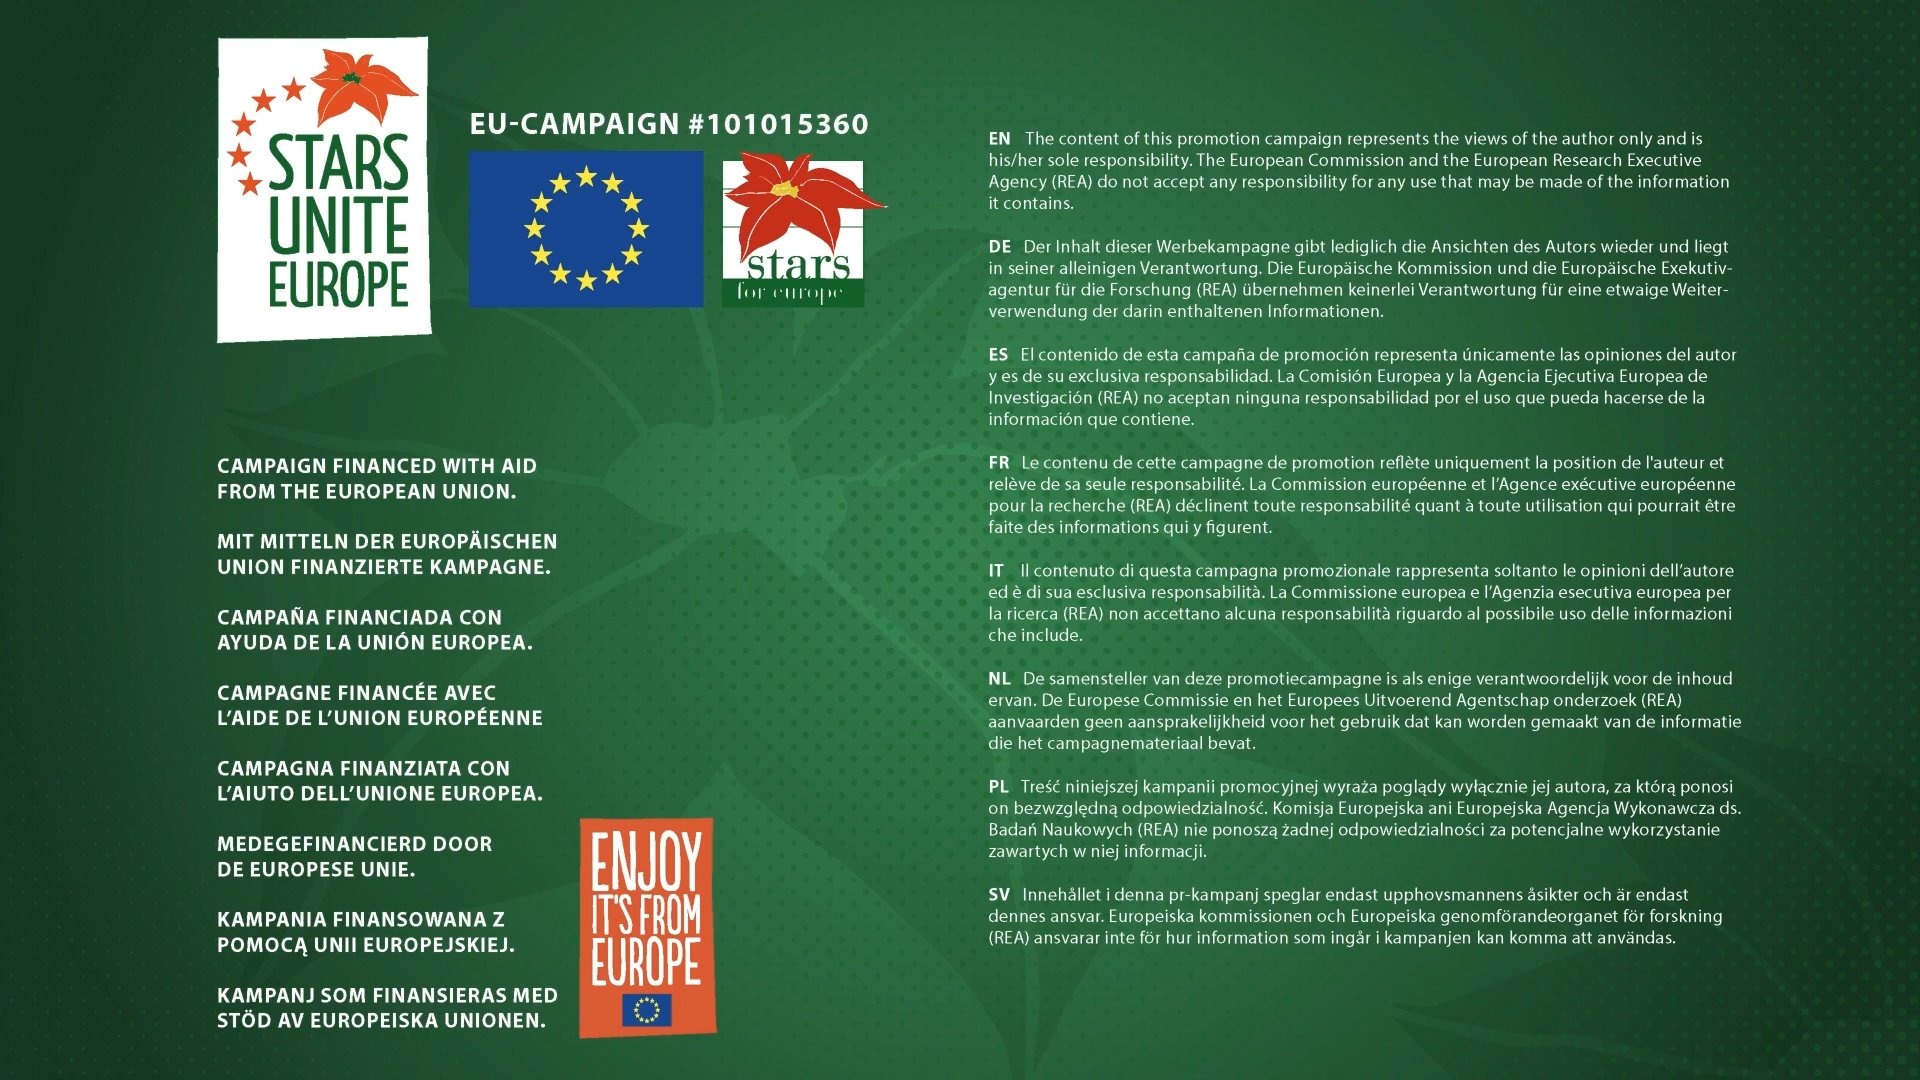 STARS
UNITE
EUROPE
EU-CAMPAIGN #101015360
stars
for europe
CAMPAIGN FINANCED WITH AID
FROM THE EUROPEAN UNION.
MIT MITTELN DER EUROPÄISCHEN
UNION FINANZIERTE KAMPAGNE.
CAMPAÑA FINANCIADA CON
AYUDA DE LA UNIÓN EUROPEA.
CAMPAGNE FINANCÉE AVEC
L’AIDE DE L’UNION EUROPÉENNE
CAMPAGNA FINANZIATA CON
L’AIUTO DELL’UNIONE EUROPEA.
MEDEGEFINANCIERD DOOR
DE EUROPESE UNIE.
KAMPANIA FINANSOWANA Z
POMOCĄ UNII EUROPEJSKIEJ.
KAMPANJ SOM FINANSIERAS MED
STÖD AV EUROPEISKA UNIONEN.
ENJOY
IT'S FROM
EUROPE
EN The content of this promotion campaign represents the views of the author only and is
his/her sole responsibility. The European Commission and the European Research Executive
Agency (REA) do not accept any responsibility for any use that may be made of the information
it contains.
DE Der Inhalt dieser Werbekampagne gibt lediglich die Ansichten des Autors wieder und liegt
in seiner alleinigen Verantwortung. Die Europäische Kommission und die Europäische Exekutiv-
agentur für die Forschung (REA) übernehmen keinerlei Verantwortung für eine etwaige Weiter-
verwendung der darin enthaltenen Informationen.
ES El contenido de esta campaña de promoción representa únicamente las opiniones del autor
y es de su exclusiva responsabilidad. La Comisión Europea y la Agencia Ejecutiva Europea de
Investigación (REA) no aceptan ninguna responsabilidad por el uso que pueda hacerse de la
información que contiene.
FR Le contenu de cette campagne de promotion reflète uniquement la position de l'auteur et
relève de sa seule responsabilité. La Commission européenne et l’Agence exécutive européenne
pour la recherche (REA) déclinent toute responsabilité quant à toute utilisation qui pourrait être
faite des informations qui y figurent.
IT Il contenuto di questa campagna promozionale rappresenta soltanto le opinioni dell’autore
ed è di sua esclusiva responsabilità. La Commissione europea e l’Agenzia esecutiva europea per
la ricerca (REA) non accettano alcuna responsabilità riguardo al possibile uso delle informazioni
che include.
NL De samensteller van deze promotiecampagne is als enige verantwoordelijk voor de inhoud
ervan. De Europese Commissie en het Europees Uitvoerend Agentschap onderzoek (REA)
aanvaarden geen aansprakelijkheid voor het gebruik dat kan worden gemaakt van de informatie
die het campagnemateriaal bevat.
PL Treść niniejszej kampanii promocyjnej wyraża poglądy wyłącznie jej autora, za którą ponosi
on bezwzględną odpowiedzialność. Komisja Europejska ani Europejska Agencja Wykonawcza ds.
Badań Naukowych (REA) nie ponoszą żadnej odpowiedzialności za potencjalne wykorzystanie
zawartych w niej informacji.
SV Innehållet i denna pr-kampanj speglar endast upphovsmannens åsikter och är endast
dennes ansvar. Europeiska kommissionen och Europeiska genomförandeorganet för forskning
(REA) ansvarar inte för hur information som ingår i kampanjen kan komma att användas.